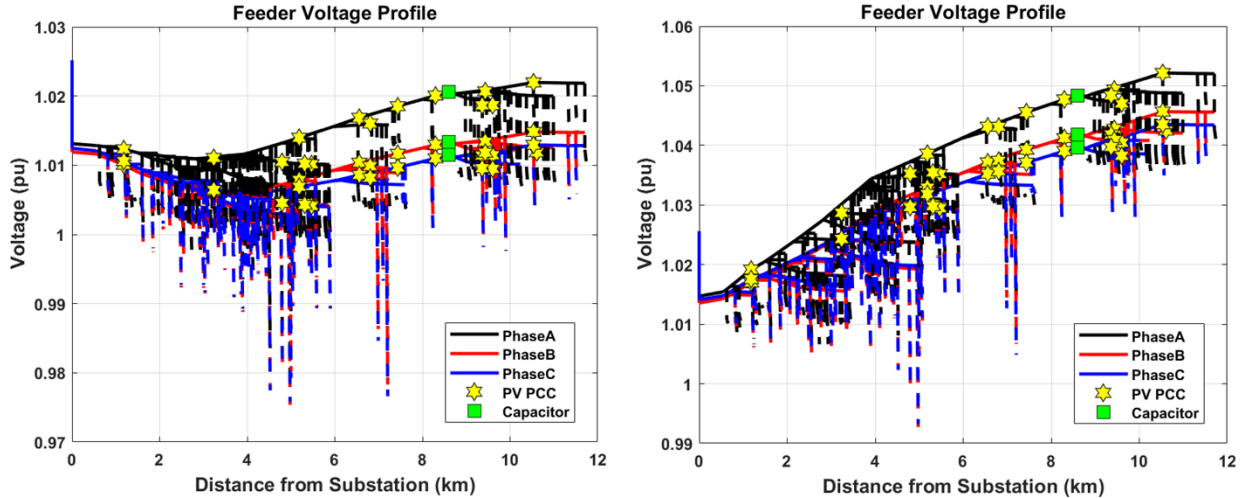 Feeder Voltage Profile
1.03
1.02
1.01
1
0.99
0.98
0.97
Voltage (pu)
PhaseA
PhaseB
PhaseC
PV PCC
Capacitor
0 2 4 6 8 10 12
Distance from Substation (km)
Feeder Voltage Profile
1.06
1.05
1.04
1.03
1.02
1.01
1
0.99
Voltage (pu)
PhaseA
PhaseB
PhaseC
PV PCC
Capacitor
0 2 4 6 8 10 12
Distance from Substation (km)